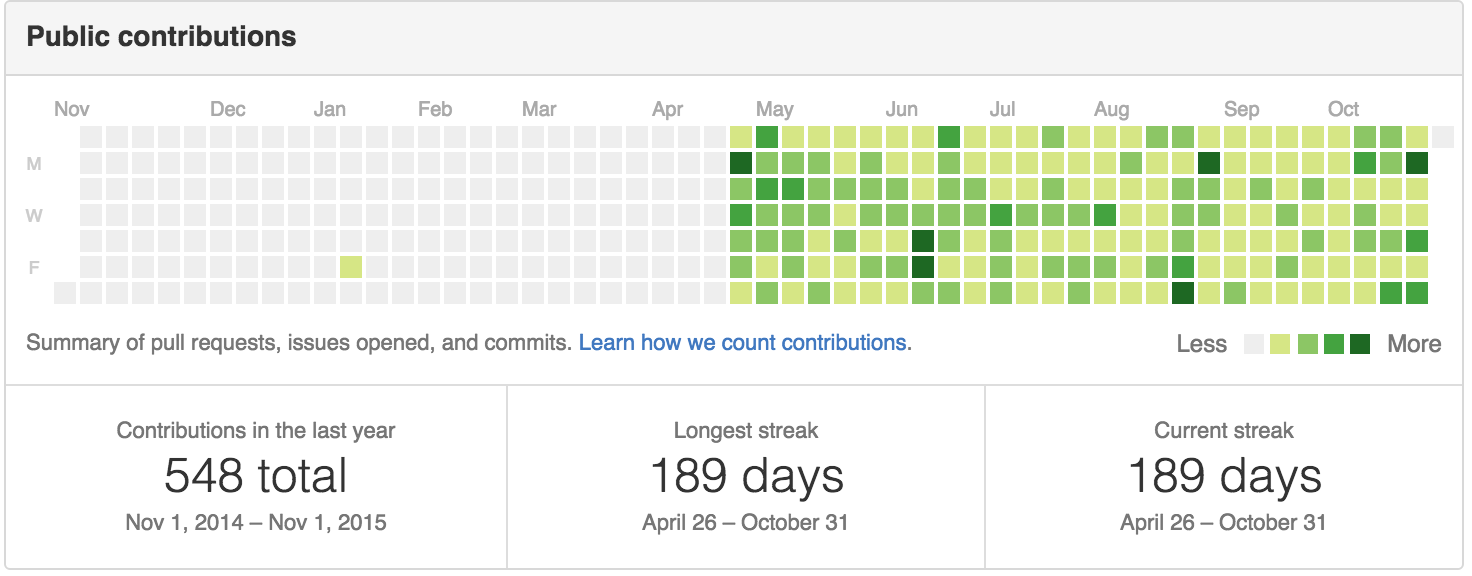 Public contributions
Nov Dec Jan Feb Mar Apr May Jun Jul Aug Sep Oct
M
W
F
Summary of pull requests, issues opened, and commits. Learn how we count contributions.
Less More
Contributions in the last year
548 total
Nov 1, 2014 – Nov 1, 2015
Longest streak
189 days
April 26 – October 31
Current streak
189 days
April 26 – October 31